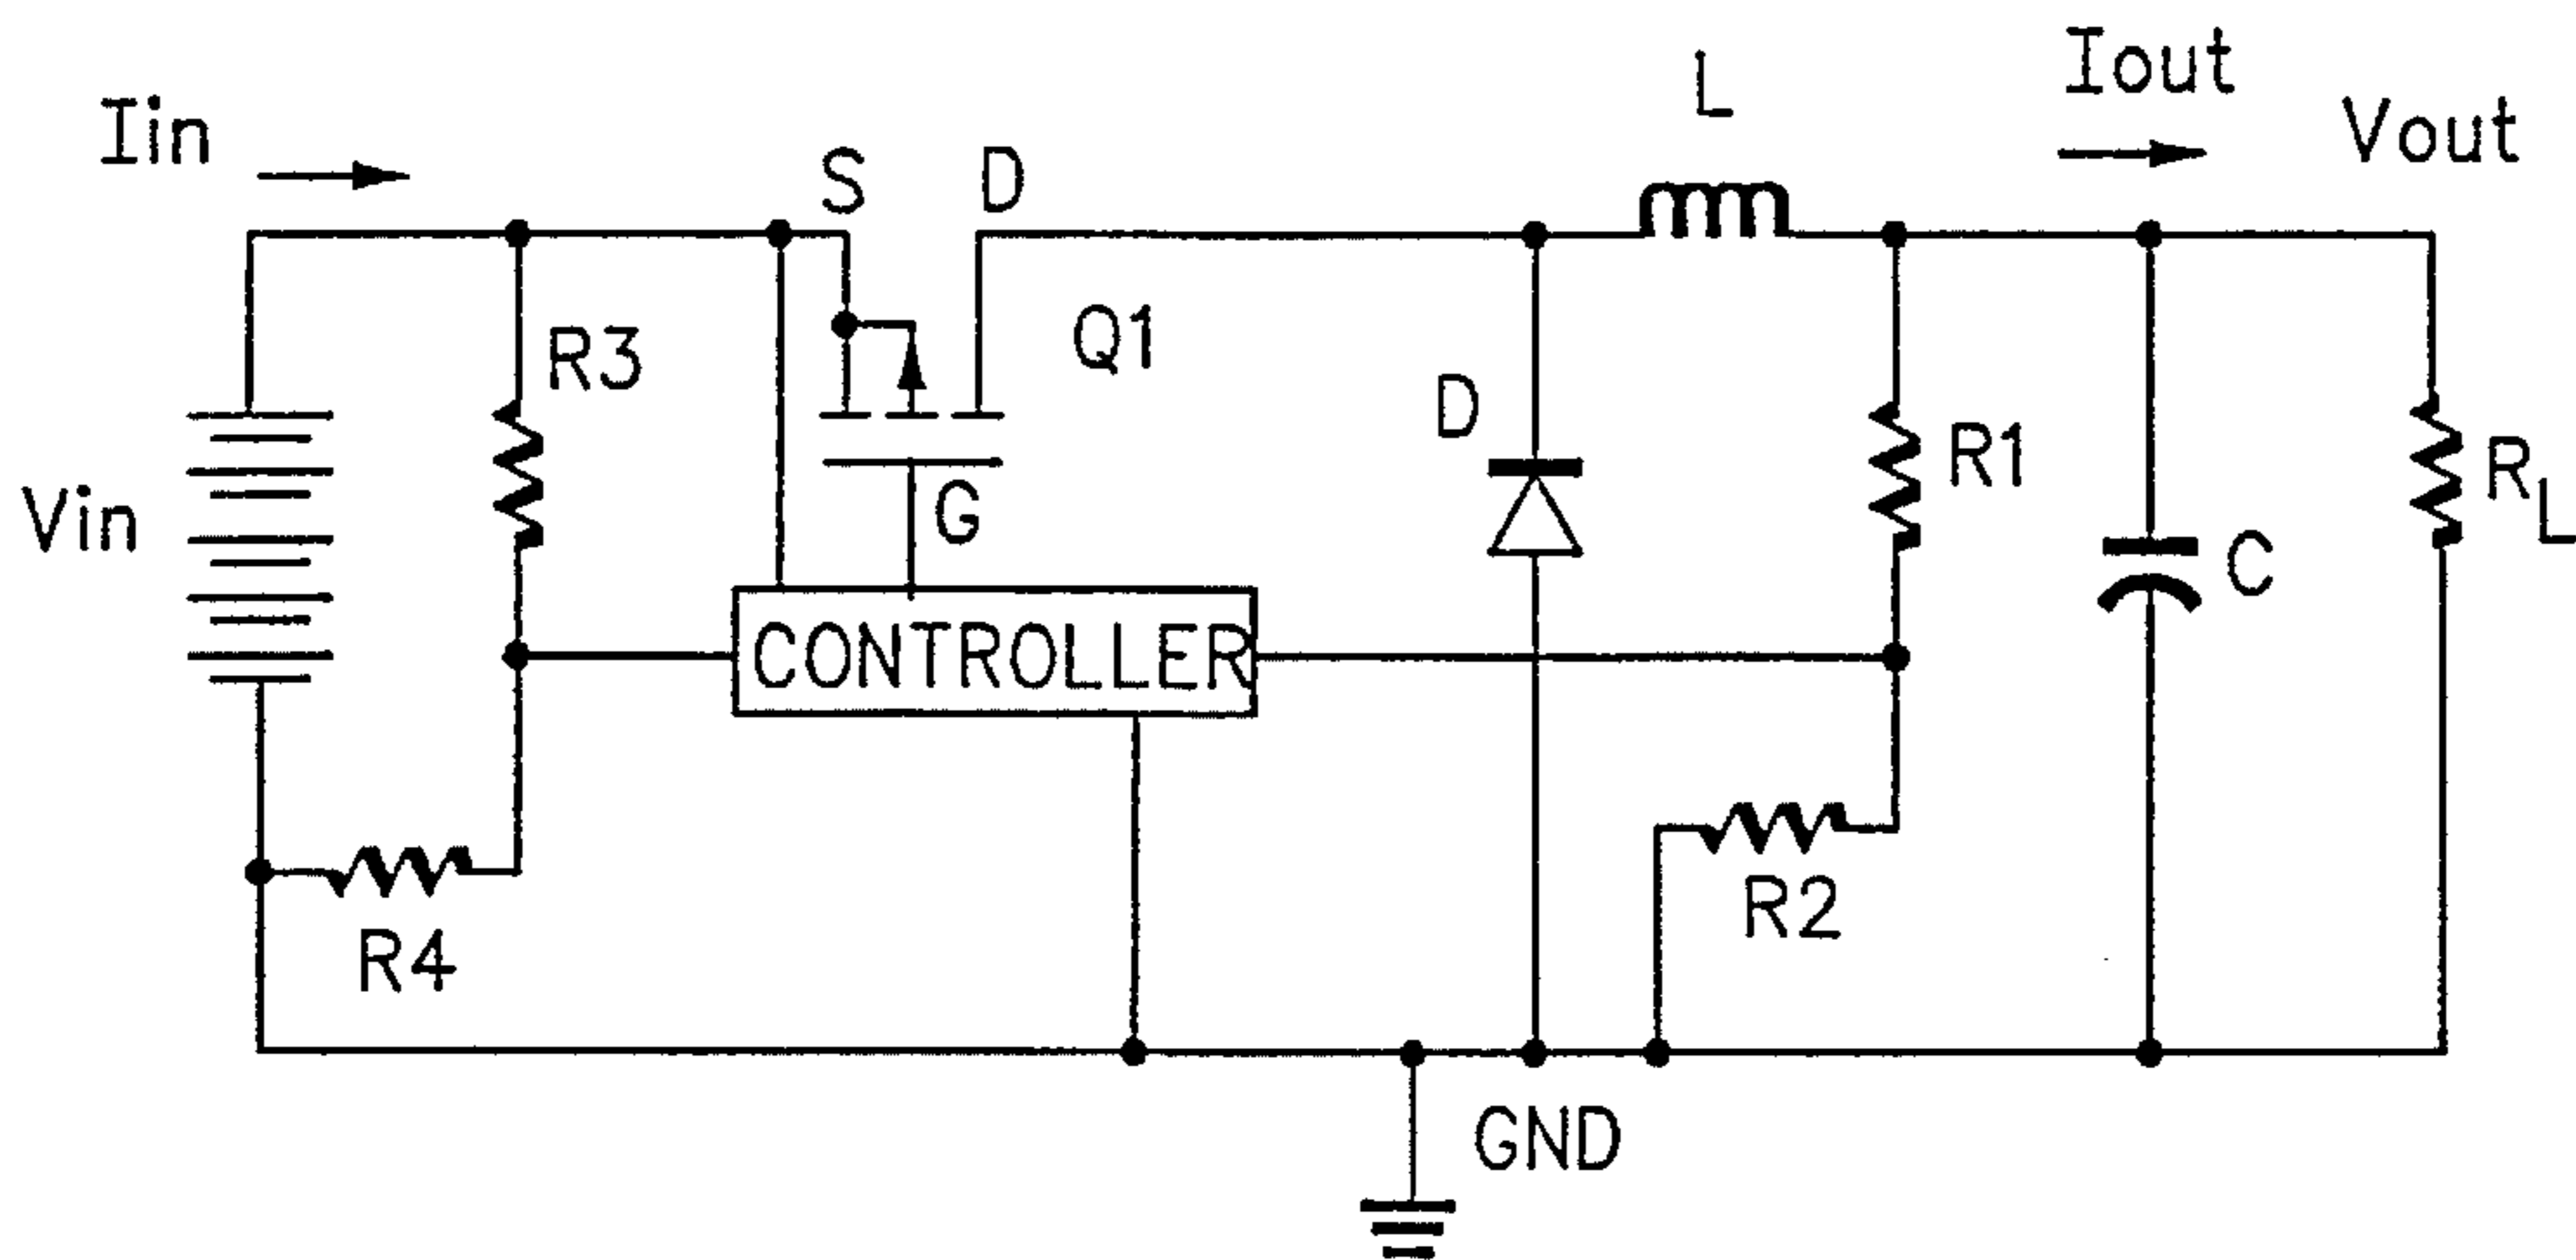 Iin
S
D
L
Iout
Vout
R3
Q1
D
R1
RL
Vin
G
C
CONTROLLER
R4
R2
GND